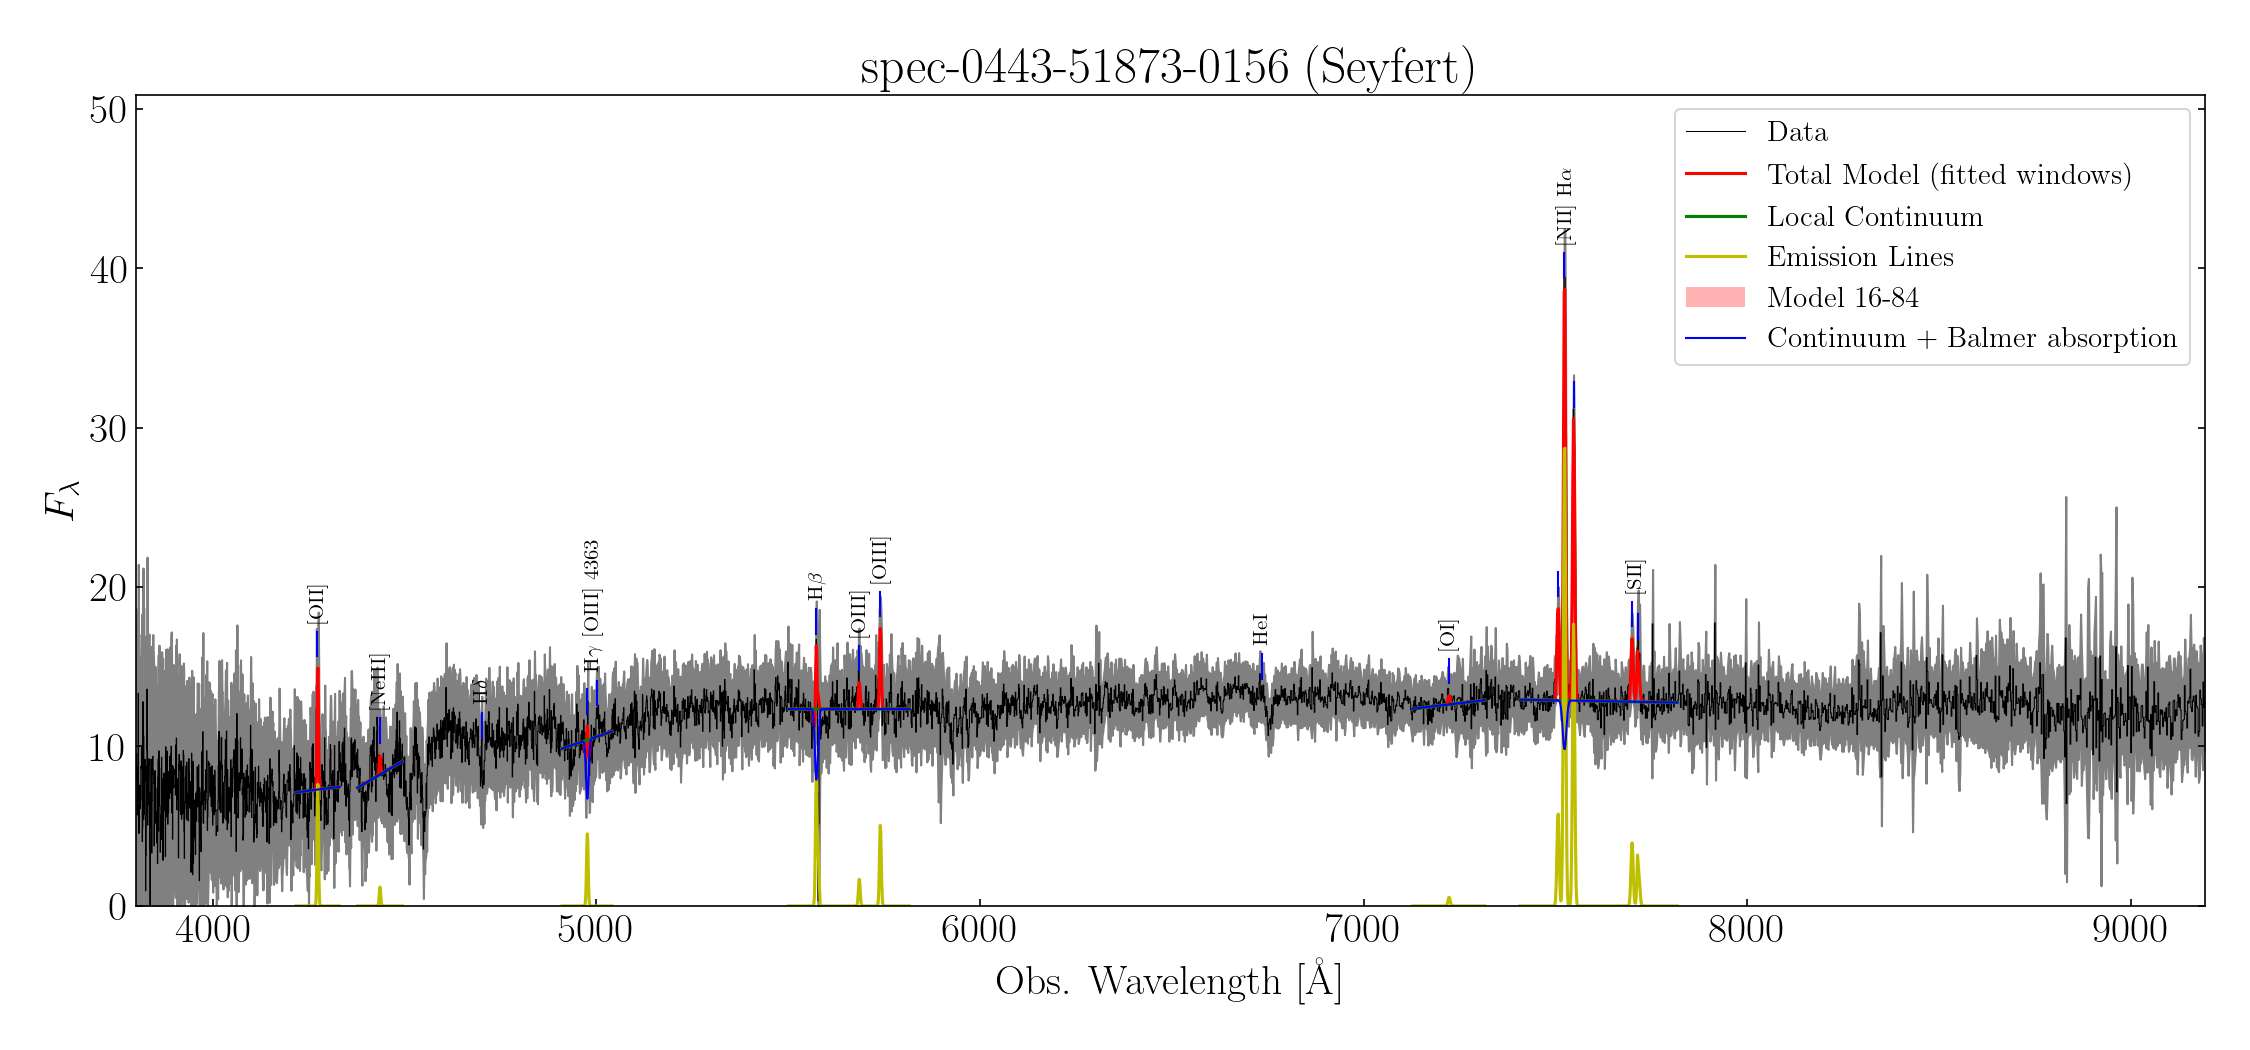 spec-0443-51873-0156 (Seyfert)
Data
Total Model (fitted windows)
Local Continuum
Emission Lines
Model 16-84
Continuum + Balmer absorption
[OII]
[NeIII]
Hδ
Hγ [OIII] 4363
Hβ
[OIII]
[OIII]
HeI
[OI]
[NII] Hα
[SII]
50
40
30
20
10
0
4000
5000
6000
7000
8000
9000
Fλ
Obs. Wavelength [Å]